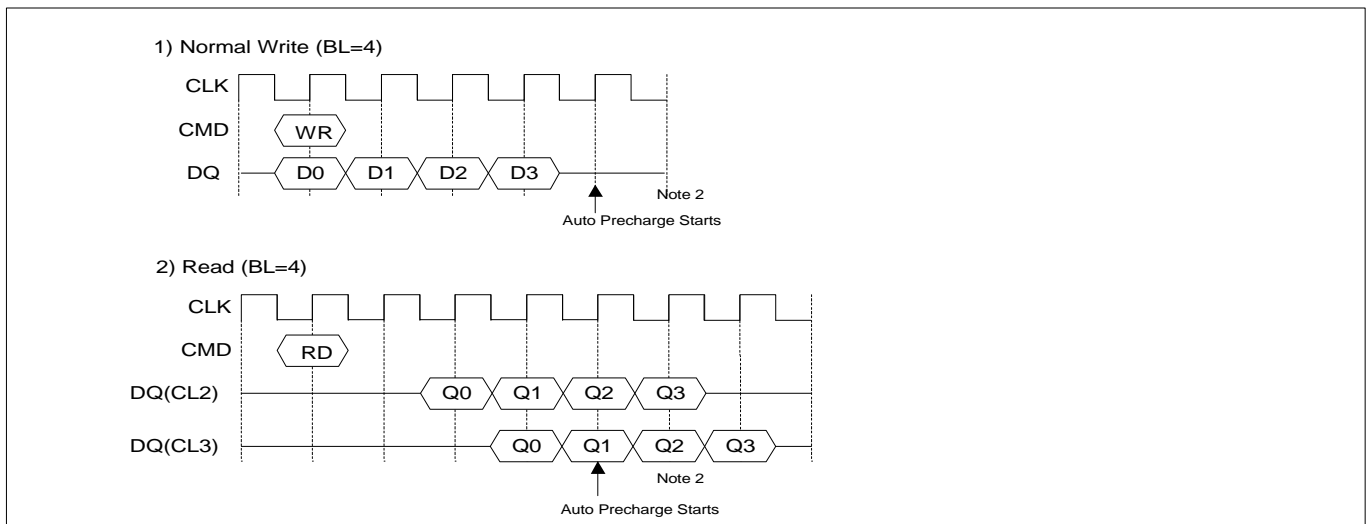 1) Normal Write (BL=4)
CLK
CMD WR
DQ D0 D1 D2 D3
Note 2
Auto Precharge Starts
2) Read (BL=4)
CLK
CMD RD
DQ(CL2) Q0 Q1 Q2 Q3
DQ(CL3) Q0 Q1 Q2 Q3
Note 2
Auto Precharge Starts